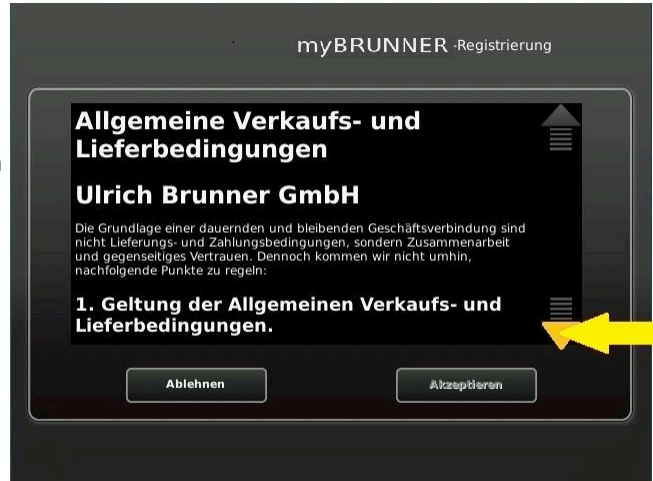 myBRUNNER -Registrierung
Allgemeine Verkaufs- und
Lieferbedingungen
Ulrich Brunner GmbH
Die Grundlage einer dauernden und bleibenden Geschäftsverbindung sind
nicht Lieferungs- und Zahlungsbedingungen, sondern Zusammenarbeit
und gegenseitiges Vertrauen. Dennoch kommen wir nicht umhin,
nachfolgende Punkte zu regeln:
1. Geltung der Allgemeinen Verkaufs- und
Lieferbedingungen.
Ablehnen
Akzeptieren